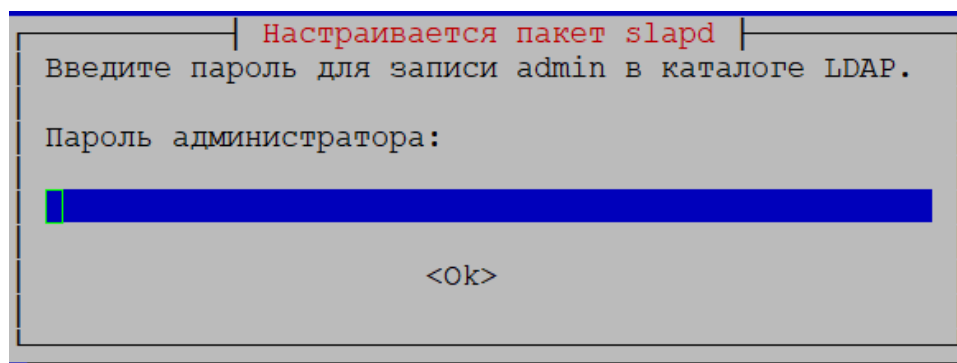 Настраивается пакет slapd
Введите пароль для записи admin в каталоге LDAP.
Пароль администратора:
<Ok>